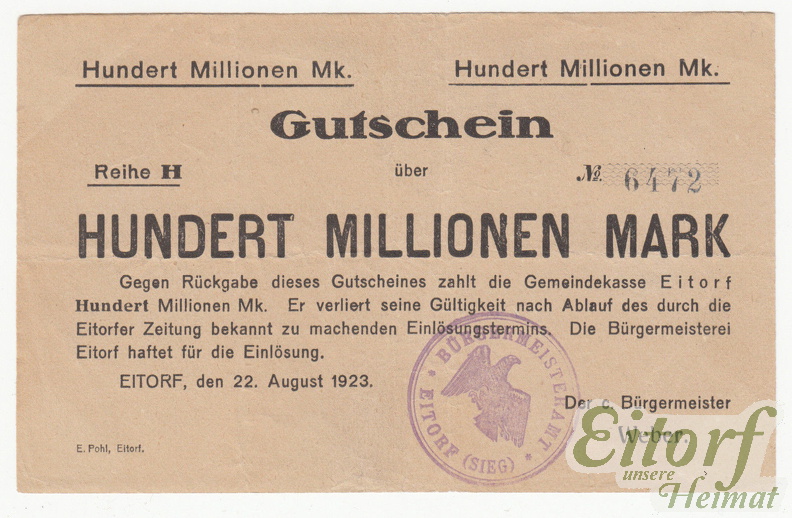 Hundert Millionen Mk. Hundert Millionen Mk.
Gutschein
Reihe H über № 6472
HUNDERT MILLIONEN MARK
Gegen Rückgabe dieses Gutscheines zahlt die Gemeindekasse Eitorf
Hundert Millionen Mk. Er verliert seine Gültigkeit nach Ablauf des durch die
Eitorfer Zeitung bekannt zu machenden Einlösungstermins. Die Bürgermeisterei
Eitorf haftet für die Einlösung.
EITORF, den 22. August 1923.
BÜRGERMEISTERAMT
EITORF (SIEG)
Der c. Bürgermeister
Weber.
E. Pohl, Eitorf.
Eitorf
unsere
Heimat